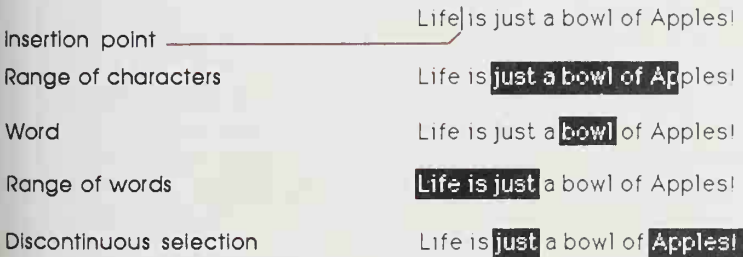 Life is just a bowl of Apples!
Insertion point
Range of characters Life is just a bowl of Apples!
Word Life is just a bowl of Apples!
Range of words Life is just a bowl of Apples!
Discontinuous selection Life is just a bowl of Apples!